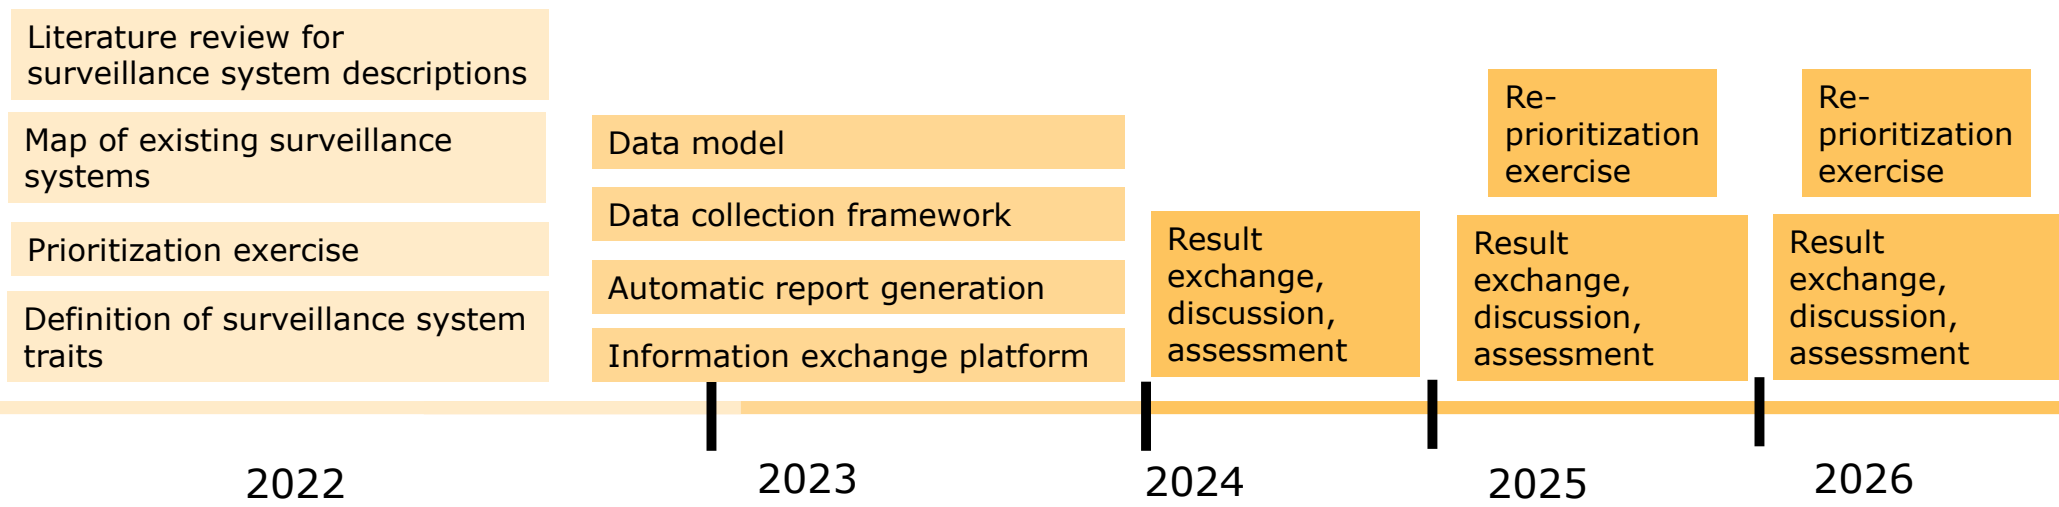 Literature review for
surveillance system descriptions
Map of existing surveillance
systems
Prioritization exercise
Definition of surveillance system
traits
Data model
Data collection framework
Automatic report generation
Information exchange platform
Result
exchange,
discussion,
assessment
Re-
prioritization
exercise
Result
exchange,
discussion,
assessment
Re-
prioritization
exercise
Result
exchange,
discussion,
assessment
2022
2023
2024
2025
2026